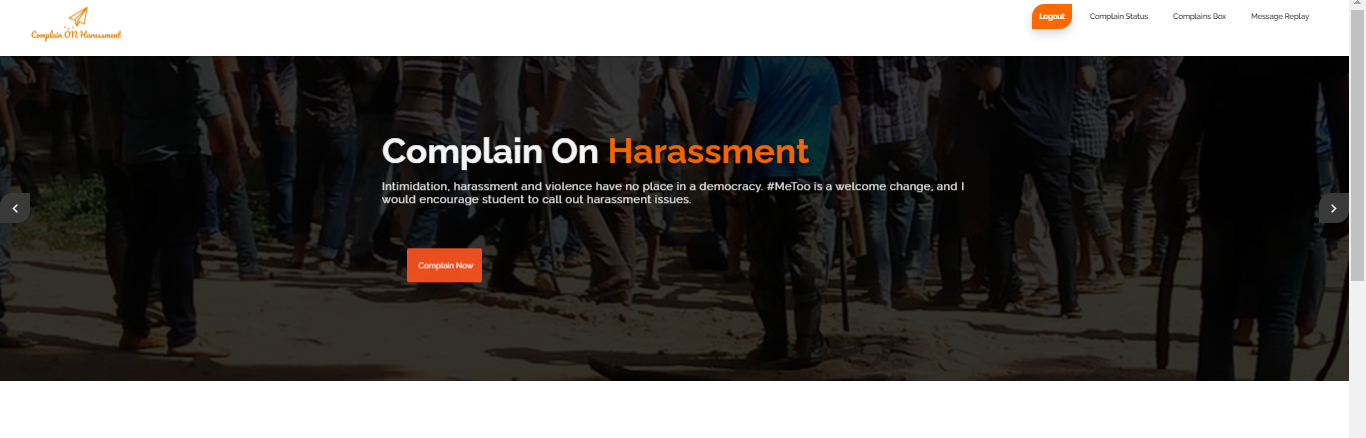 Complain ON Harassment
Logout
Complain Status
Complains Box
Message Replay
Complain On Harassment
Intimidation, harassment and violence have no place in a democracy. #MeToo is a welcome change, and I
would encourage student to call out harassment issues.
Complain Now